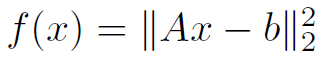 f(x) = ‖Ax − b‖₂²